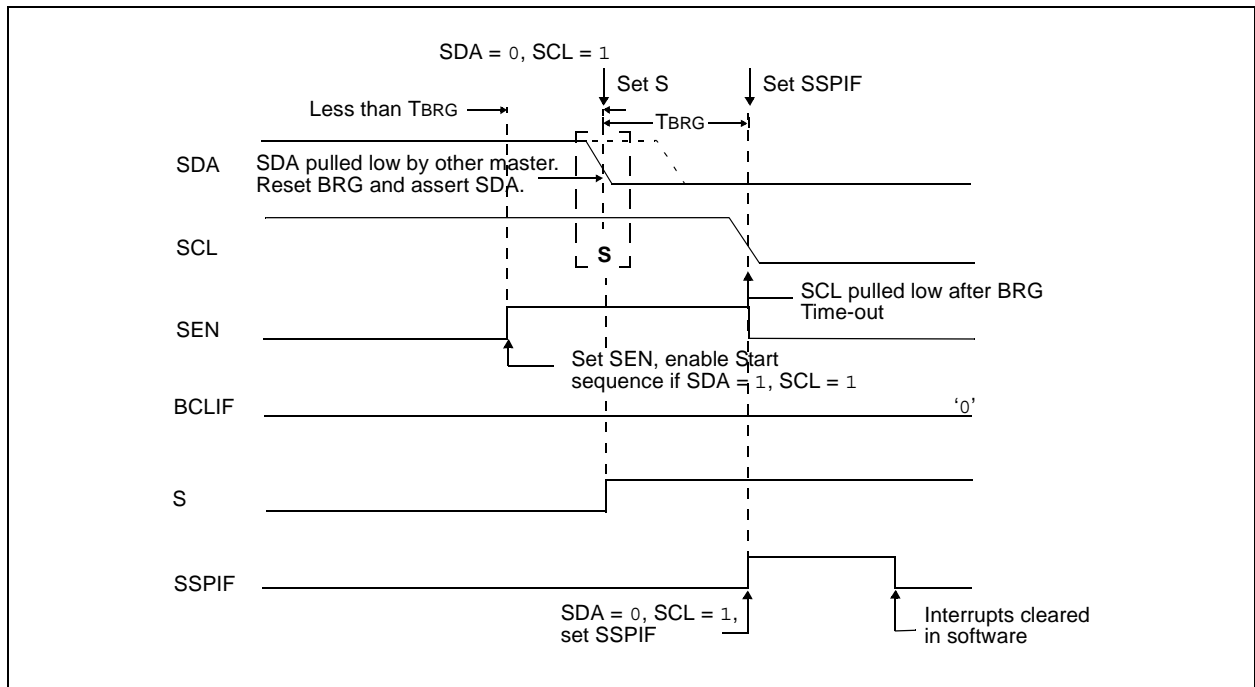 SDA = 0, SCL = 1
Set S
Set SSPIF
Less than TBRG
TBRG
SDA
SDA pulled low by other master.
Reset BRG and assert SDA.
SCL
S
SCL pulled low after BRG
Time-out
SEN
Set SEN, enable Start
sequence if SDA = 1, SCL = 1
BCLIF
‘0’
S
SSPIF
SDA = 0, SCL = 1,
set SSPIF
Interrupts cleared
in software